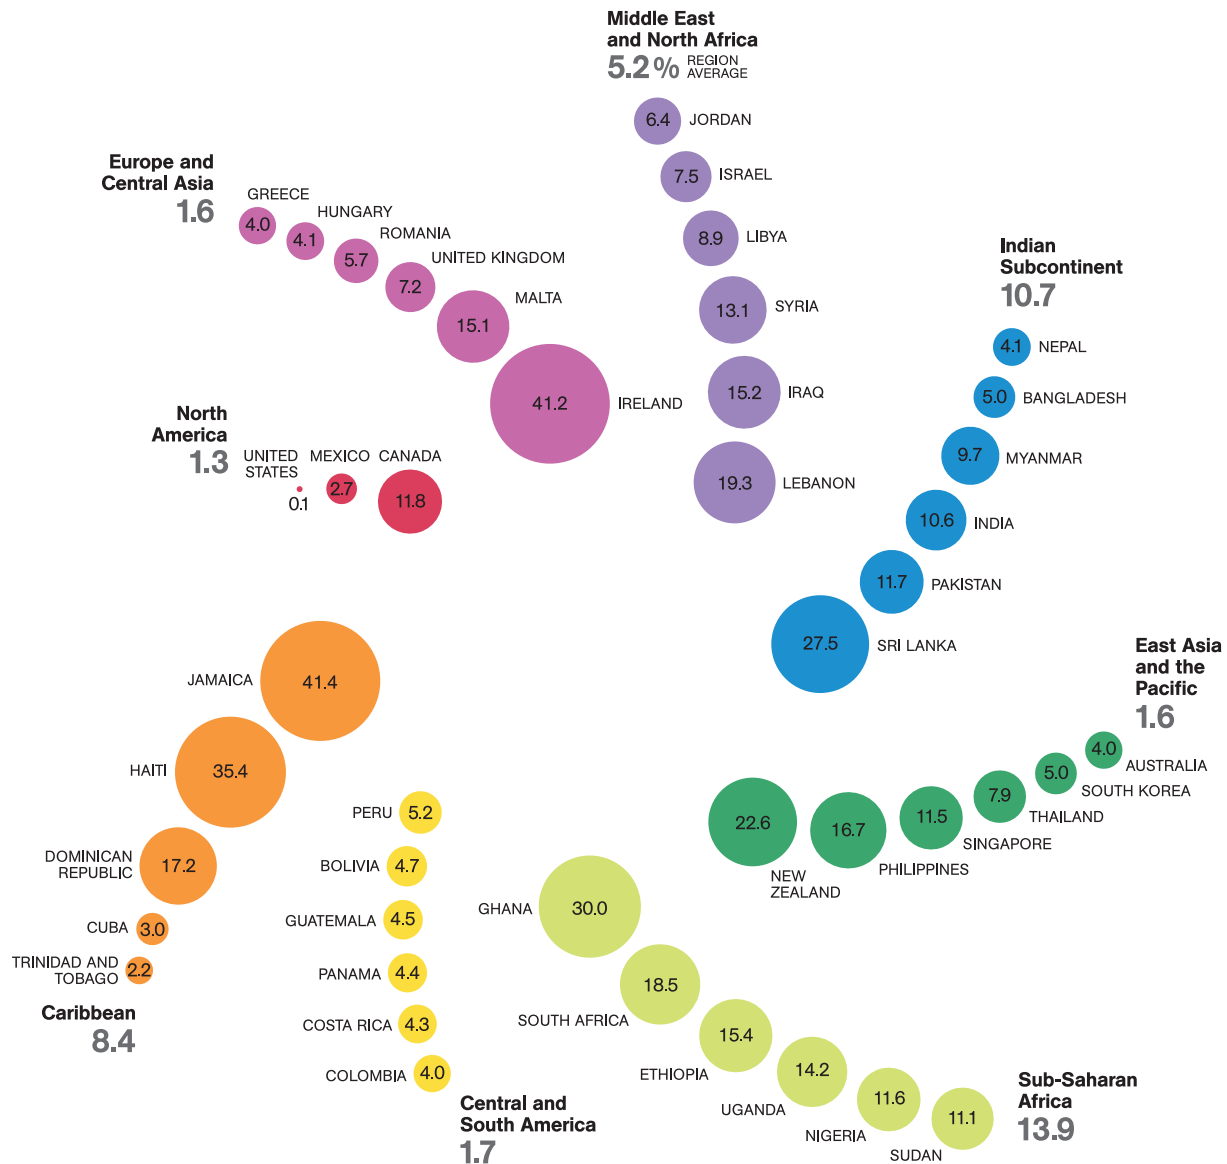 Middle East
and North Africa
5.2% REGION
AVERAGE
6.4 JORDAN
7.5 ISRAEL
8.9 LIBYA
13.1 SYRIA
15.2 IRAQ
19.3 LEBANON
Europe and
Central Asia
1.6
GREECE
4.0
HUNGARY
4.1
ROMANIA
5.7
UNITED KINGDOM
7.2
MALTA
15.1
41.2 IRELAND
North
America
1.3
UNITED
STATES
0.1
MEXICO
2.7
CANADA
11.8
Indian
Subcontinent
10.7
4.1 NEPAL
5.0 BANGLADESH
9.7 MYANMAR
10.6 INDIA
11.7 PAKISTAN
27.5 SRI LANKA
East Asia
and the
Pacific
1.6
4.0
AUSTRALIA
5.0
SOUTH KOREA
7.9
THAILAND
11.5
SINGAPORE
16.7
PHILIPPINES
22.6
NEW
ZEALAND
JAMAICA 41.4
HAITI 35.4
DOMINICAN
REPUBLIC
17.2
CUBA 3.0
TRINIDAD AND
TOBAGO
2.2
Caribbean
8.4
PERU 5.2
BOLIVIA 4.7
GUATEMALA 4.5
PANAMA 4.4
COSTA RICA 4.3
COLOMBIA 4.0
Central and
South America
1.7
GHANA 30.0
18.5
SOUTH AFRICA
15.4
ETHIOPIA
14.2
UGANDA
11.6
NIGERIA
11.1
SUDAN
Sub-Saharan
Africa
13.9